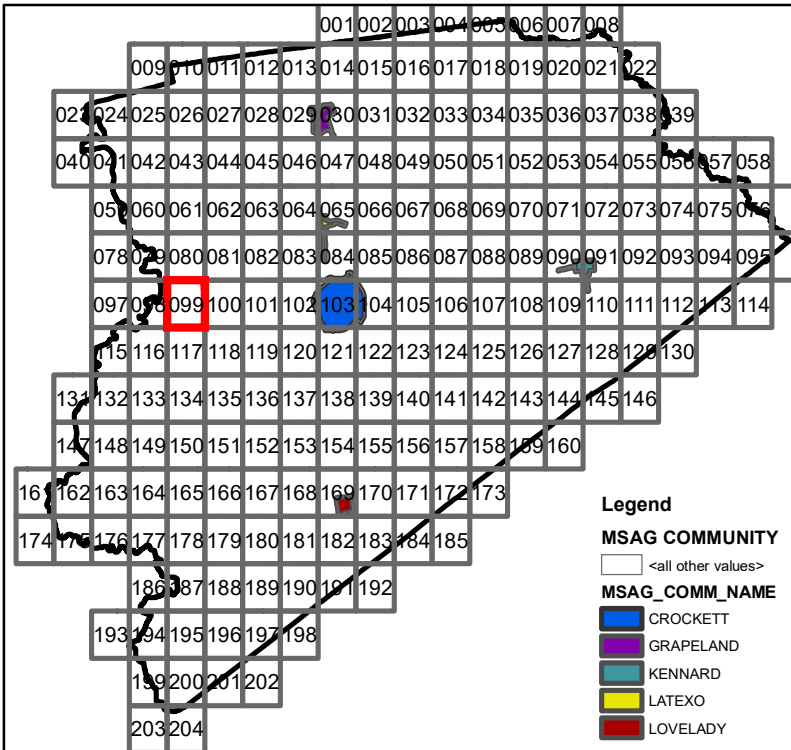 001 002 003 004 005 006 007 008
009 010 011 012 013 014 015 016 017 018 019 020 021 022
023 024 025 026 027 028 029 030 031 032 033 034 035 036 037 038 039
040 041 042 043 044 045 046 047 048 049 050 051 052 053 054 055 056 057 058
059 060 061 062 063 064 065 066 067 068 069 070 071 072 073 074 075 076
078 079 080 081 082 083 084 085 086 087 088 089 090 091 092 093 094 095
097 098 099 100 101 102 103 104 105 106 107 108 109 110 111 112 113 114
115 116 117 118 119 120 121 122 123 124 125 126 127 128 129 130
131 132 133 134 135 136 137 138 139 140 141 142 143 144 145 146
147 148 149 150 151 152 153 154 155 156 157 158 159 160
161 162 163 164 165 166 167 168 169 170 171 172 173
174 175 176 177 178 179 180 181 182 183 184 185
186 187 188 189 190 191 192
193 194 195 196 197 198
199 200 201 202
203 204
Legend
MSAG COMMUNITY
<all other values>
MSAG_COMM_NAME
CROCKETT
GRAPELAND
KENNARD
LATEXO
LOVELADY